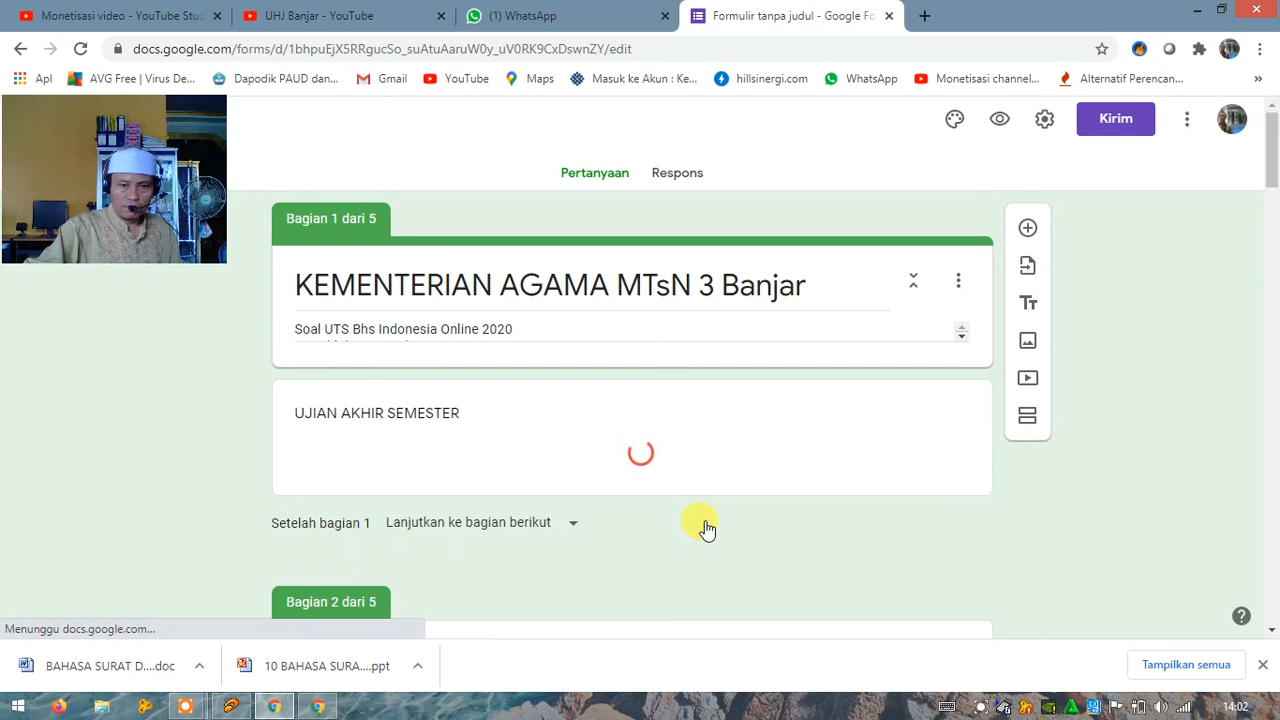 Monetisasi video - YouTube Stud
UHJ Banjar - YouTube
(1) WhatsApp
Formulir tanpa judul - Google Fo
docs.google.com/forms/d/1bhpuEjX5RRgucSo_suAtuAaruW0y_uV0RK9CxDswnZY/edit
Apl
AVG Free | Virus De...
Dapodik PAUD dan...
Gmail
YouTube
Maps
Masuk ke Akun : Ke...
hillsinergi.com
WhatsApp
Monetisasi channel...
Alternatif Perencan...
Kirim
Pertanyaan
Respons
Bagian 1 dari 5
KEMENTERIAN AGAMA MTsN 3 Banjar
Soal UTS Bhs Indonesia Online 2020
Tт
UJIAN AKHIR SEMESTER
Setelah bagian 1
Lanjutkan ke bagian berikut
Bagian 2 dari 5
Menunggu docs.google.com...
BAHASA SURAT D....doc
10 BAHASA SURA....ppt
Tampilkan semua
14:02